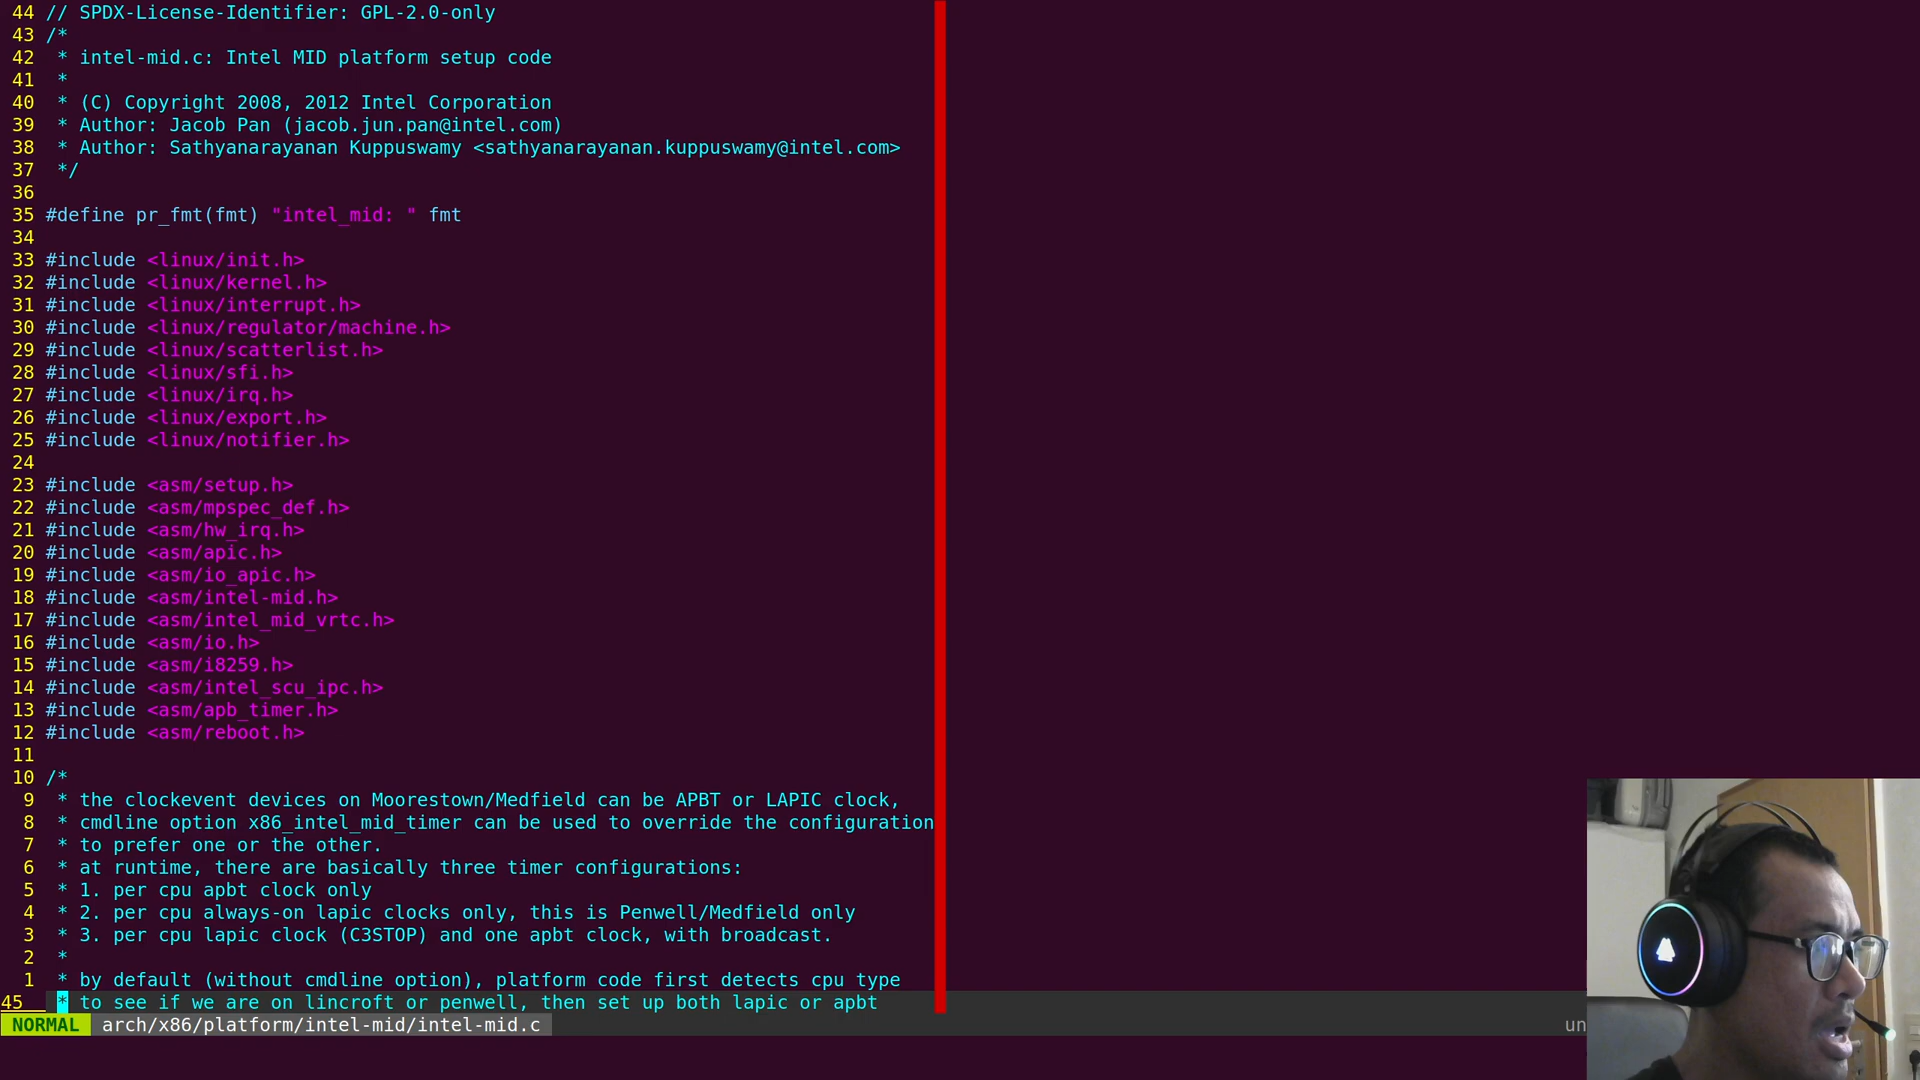 44 // SPDX-License-Identifier: GPL-2.0-only
43 /*
42  * intel-mid.c: Intel MID platform setup code
41  *
40  * (C) Copyright 2008, 2012 Intel Corporation
39  * Author: Jacob Pan (jacob.jun.pan@intel.com)
38  * Author: Sathyanarayanan Kuppuswamy <sathyanarayanan.kuppuswamy@intel.com>
37  */
36
35 #define pr_fmt(fmt) "intel_mid: " fmt
34
33 #include <linux/init.h>
32 #include <linux/kernel.h>
31 #include <linux/interrupt.h>
30 #include <linux/regulator/machine.h>
29 #include <linux/scatterlist.h>
28 #include <linux/sfi.h>
27 #include <linux/irq.h>
26 #include <linux/export.h>
25 #include <linux/notifier.h>
24
23 #include <asm/setup.h>
22 #include <asm/mpspec_def.h>
21 #include <asm/hw_irq.h>
20 #include <asm/apic.h>
19 #include <asm/io_apic.h>
18 #include <asm/intel-mid.h>
17 #include <asm/intel_mid_vrtc.h>
16 #include <asm/io.h>
15 #include <asm/i8259.h>
14 #include <asm/intel_scu_ipc.h>
13 #include <asm/apb_timer.h>
12 #include <asm/reboot.h>
11
10 /*
9  * the clockevent devices on Moorestown/Medfield can be APBT or LAPIC clock,
8  * cmdline option x86_intel_mid_timer can be used to override the configuration
7  * to prefer one or the other.
6  * at runtime, there are basically three timer configurations:
5  * 1. per cpu apbt clock only
4  * 2. per cpu always-on lapic clocks only, this is Penwell/Medfield only
3  * 3. per cpu lapic clock (C3STOP) and one apbt clock, with broadcast.
2  *
1  * by default (without cmdline option), platform code first detects cpu type
45  * to see if we are on lincroft or penwell, then set up both lapic or apbt
NORMAL arch/x86/platform/intel-mid/intel-mid.c un